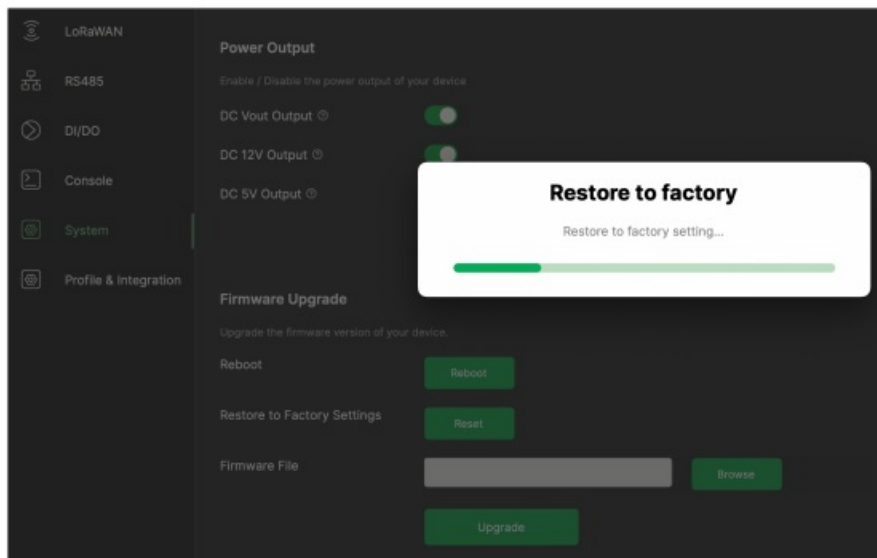 LoRaWAN
RS485
DI/DO
Console
System
Profile & Integration
Power Output
Enable / Disable the power output of your device
DC Vout Output
DC 12V Output
DC 5V Output
Restore to factory
Restore to factory setting...
Firmware Upgrade
Upgrade the firmware version of your device.
Reboot Reboot
Restore to Factory Settings Reset
Firmware File Browse
Upgrade